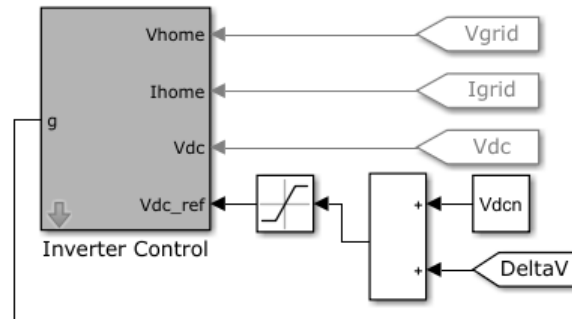 Vhome
Vgrid
Ihome
Igrid
g
Vdc
Vdc
Vdc_ref
+
Vdcn
Inverter Control
+
DeltaV